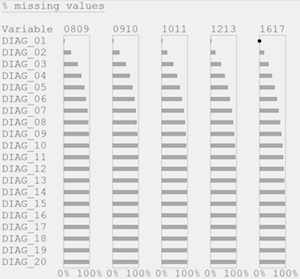 % missing values
Variable 0809 0910 1011 1213 1617
DIAG_01
DIAG_02
DIAG_03
DIAG_04
DIAG_05
DIAG_06
DIAG_07
DIAG_08
DIAG_09
DIAG_10
DIAG_11
DIAG_12
DIAG_13
DIAG_14
DIAG_15
DIAG_16
DIAG_17
DIAG_18
DIAG_19
DIAG_20
0% 100% 0% 100% 0% 100% 0% 100% 0% 100%